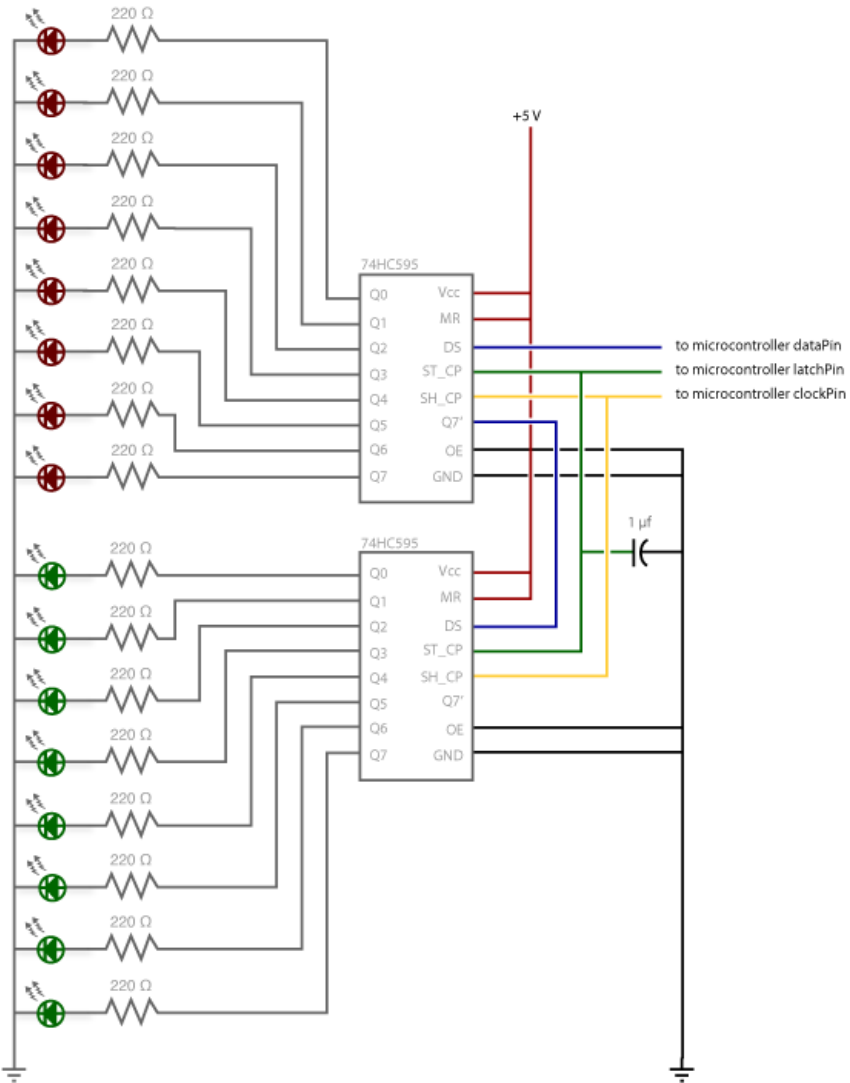 220 Ω
220 Ω
220 Ω
220 Ω
220 Ω
220 Ω
220 Ω
220 Ω
+5 V
74HC595
Q0
Q1
Q2
Q3
Q4
Q5
Q6
Q7
Vcc
MR
DS
ST_CP
SH_CP
Q7'
OE
GND
to microcontroller dataPin
to microcontroller latchPin
to microcontroller clockPin
1 µf
74HC595
Q0
Q1
Q2
Q3
Q4
Q5
Q6
Q7
Vcc
MR
DS
ST_CP
SH_CP
Q7'
OE
GND
220 Ω
220 Ω
220 Ω
220 Ω
220 Ω
220 Ω
220 Ω
220 Ω